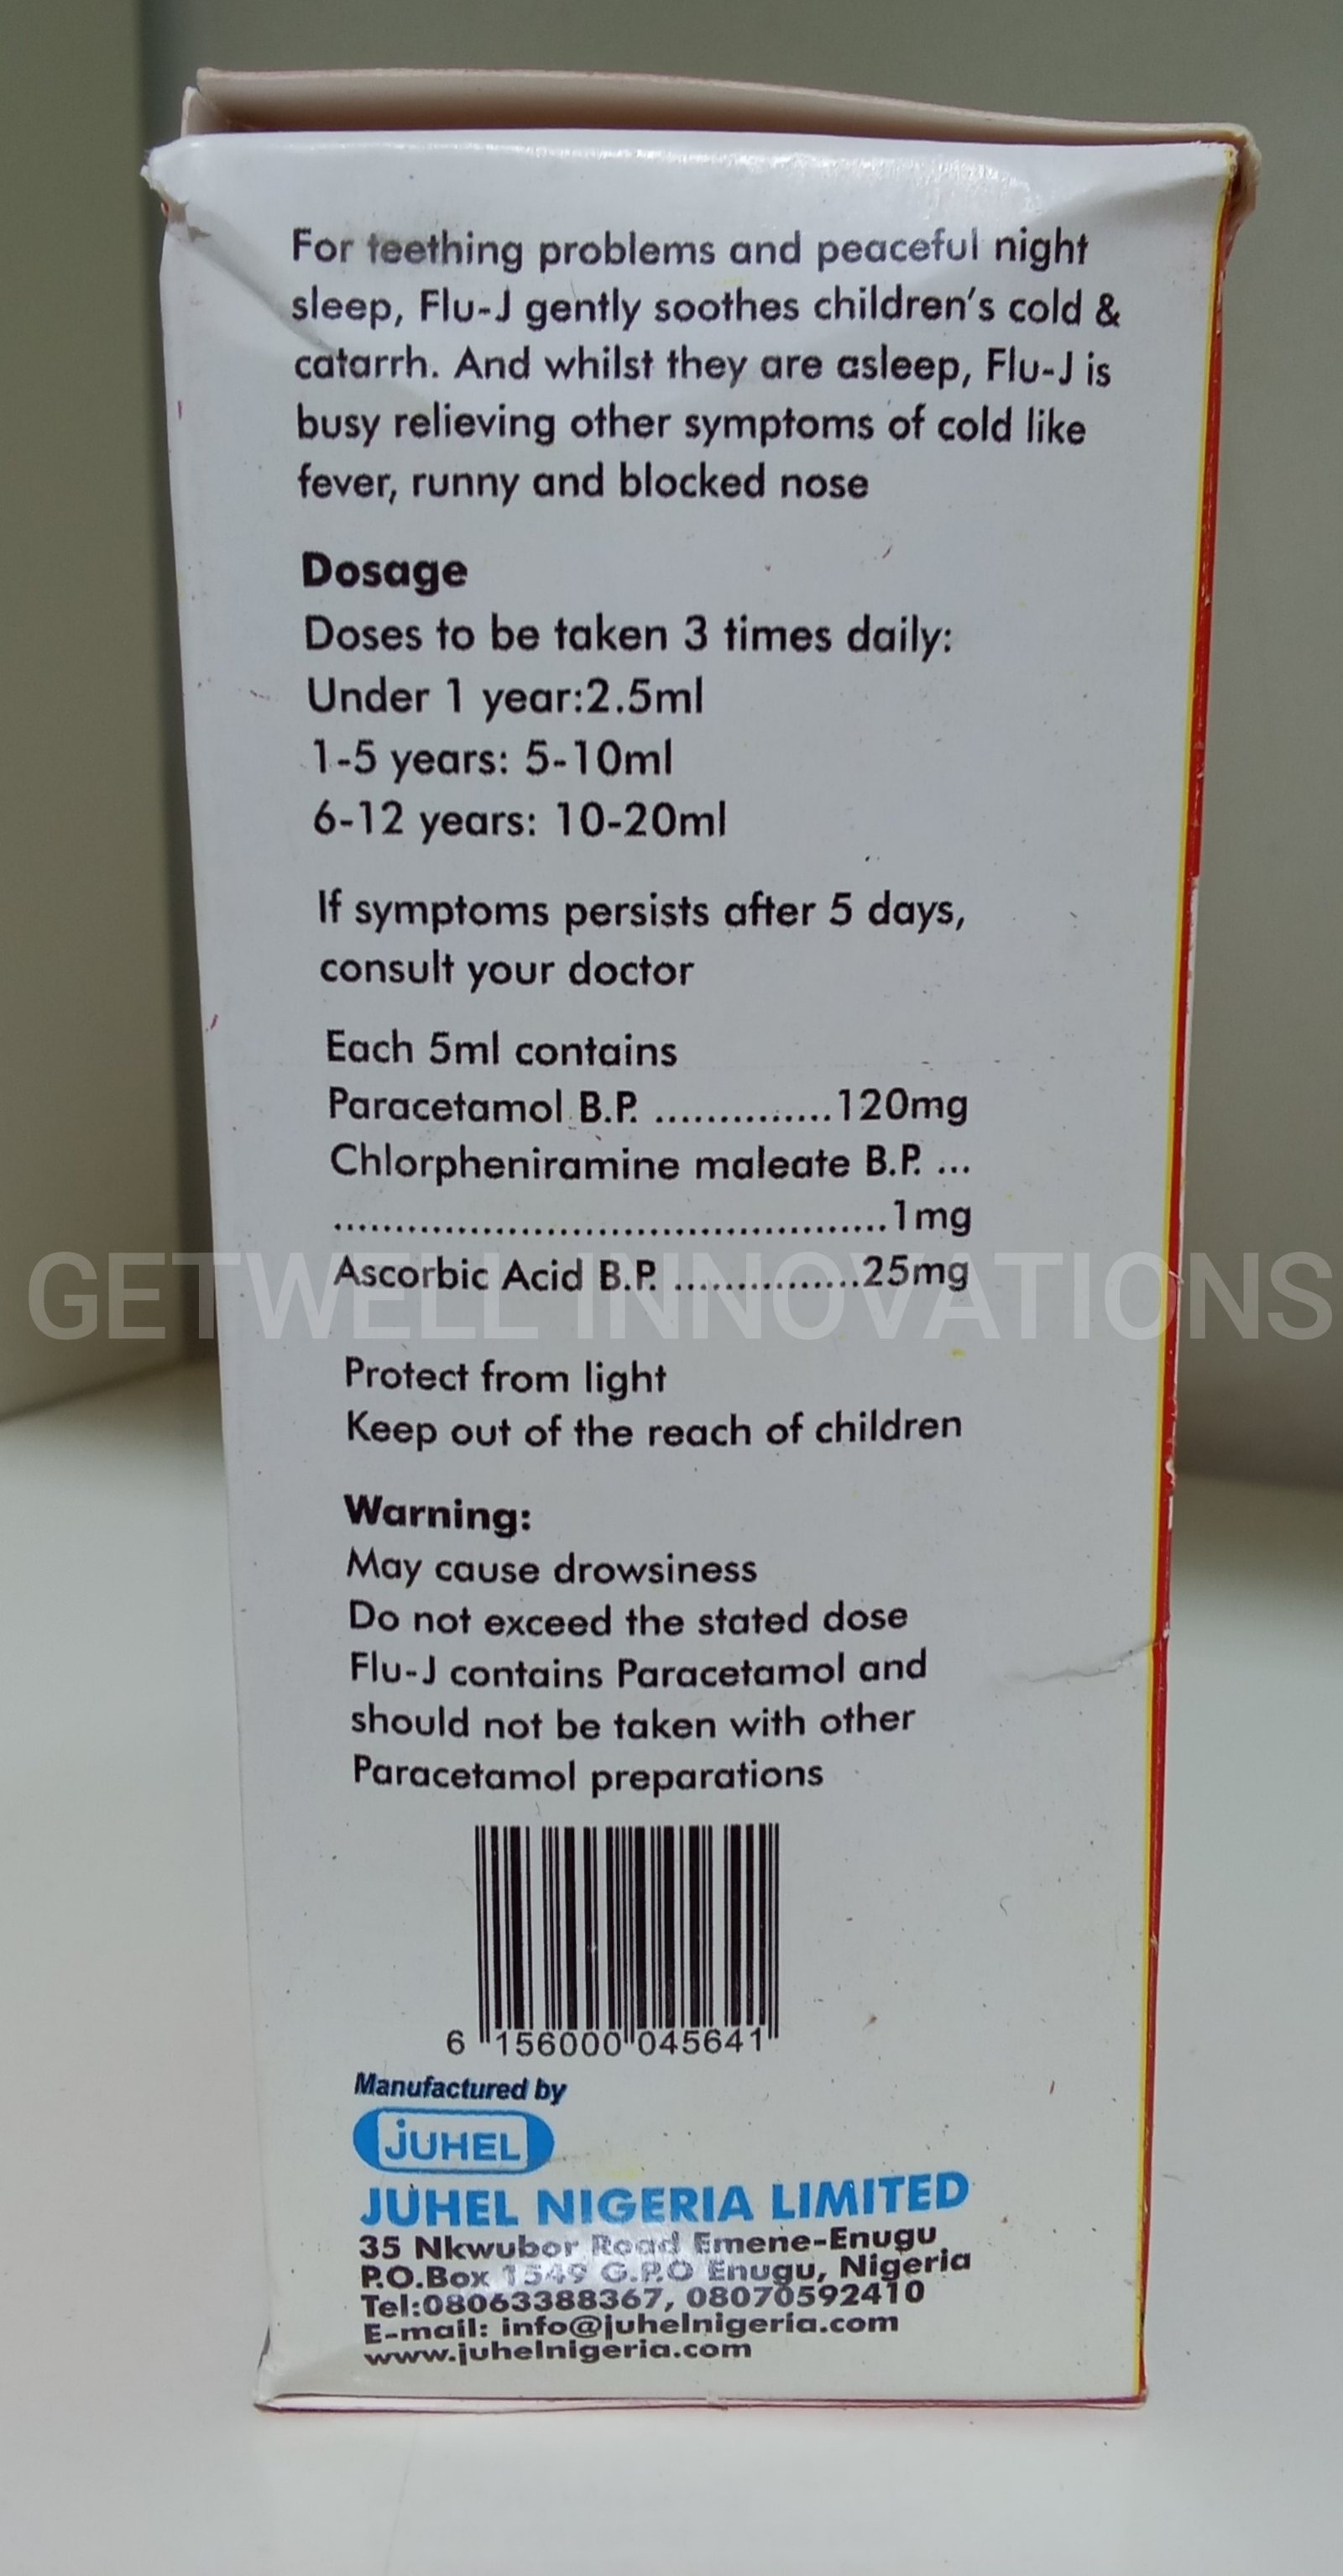 For teething problems and peaceful night
sleep, Flu-J gently soothes children's cold &
catarrh. And whilst they are asleep, Flu-J is
busy relieving other symptoms of cold like
fever, runny and blocked nose
Dosage
Doses to be taken 3 times daily:
Under 1 year:2.5ml
1-5 years: 5-10ml
6-12 years: 10-20ml
If symptoms persists after 5 days,
consult your doctor
Each 5ml contains
Paracetamol B.P. ...............120mg
Chlorpheniramine maleate B.P. ...
..............................................1mg
Ascorbic Acid B.P. ...............25mg
GETWELL INNOVATIONS
Protect from light
Keep out of the reach of children
Warning:
May cause drowsiness
Do not exceed the stated dose
Flu-J contains Paracetamol and
should not be taken with other
Paracetamol preparations
6 156000 045641
Manufactured by
JUHEL
JUHEL NIGERIA LIMITED
35 Nkwubor Road Emene-Enugu
P.O.Box 1549 G.P.O Enugu, Nigeria
Tel:08063388367, 08070592410
E-mail: info@juhelnigeria.com
www.juhelnigeria.com